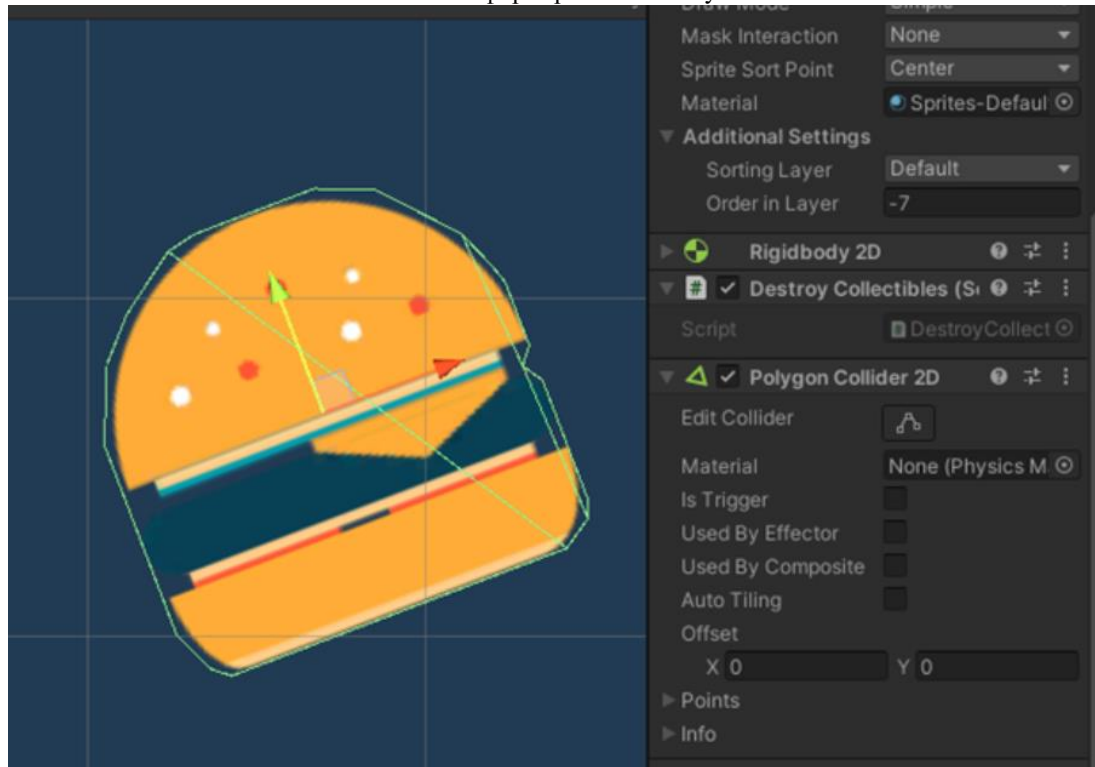 Mask Interaction None
Sprite Sort Point Center
Material Sprites-Defaul
Additional Settings
Sorting Layer Default
Order in Layer -7
Rigidbody 2D
# Destroy Collectibles (S
Script DestroyCollect
Polygon Collider 2D
Edit Collider
Material None (Physics M
Is Trigger
Used By Effector
Used By Composite
Auto Tiling
Offset
X 0 Y 0
Points
Info